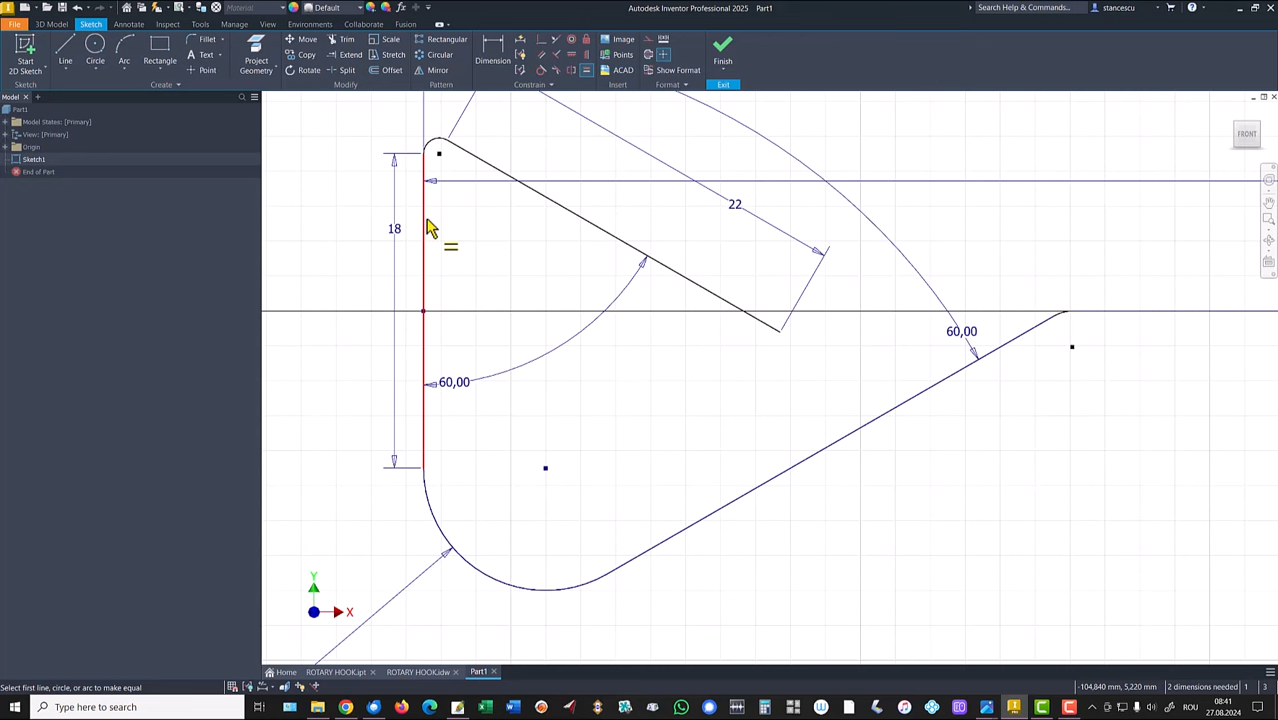 Material
Default
Autodesk Inventor Professional 2025 Part1
Search Help & Commands...
stancescu
File
3D Model
Sketch
Annotate
Inspect
Tools
Manage
View
Environments
Collaborate
Fusion
Start
2D Sketch
Line
Circle
Arc
Rectangle
Fillet
Text
Point
Project
Geometry
Move
Copy
Rotate
Trim
Extend
Split
Scale
Stretch
Offset
Rectangular
Circular
Mirror
Dimension
Image
Points
ACAD
Show Format
Finish
Sketch
Create
Modify
Pattern
Constrain
Insert
Format
Exit
Model
Part1
Model States: [Primary]
View: [Primary]
Origin
Sketch1
End of Part
FRONT
22
18
60,00
60,00
Y
X
Home
ROTARY HOOK.ipt
ROTARY HOOK.idw
Part1
Select first line, circle, or arc to make equal
-104,840 mm, 5,220 mm
2 dimensions needed
1
3
Type here to search
08:41
27.08.2024